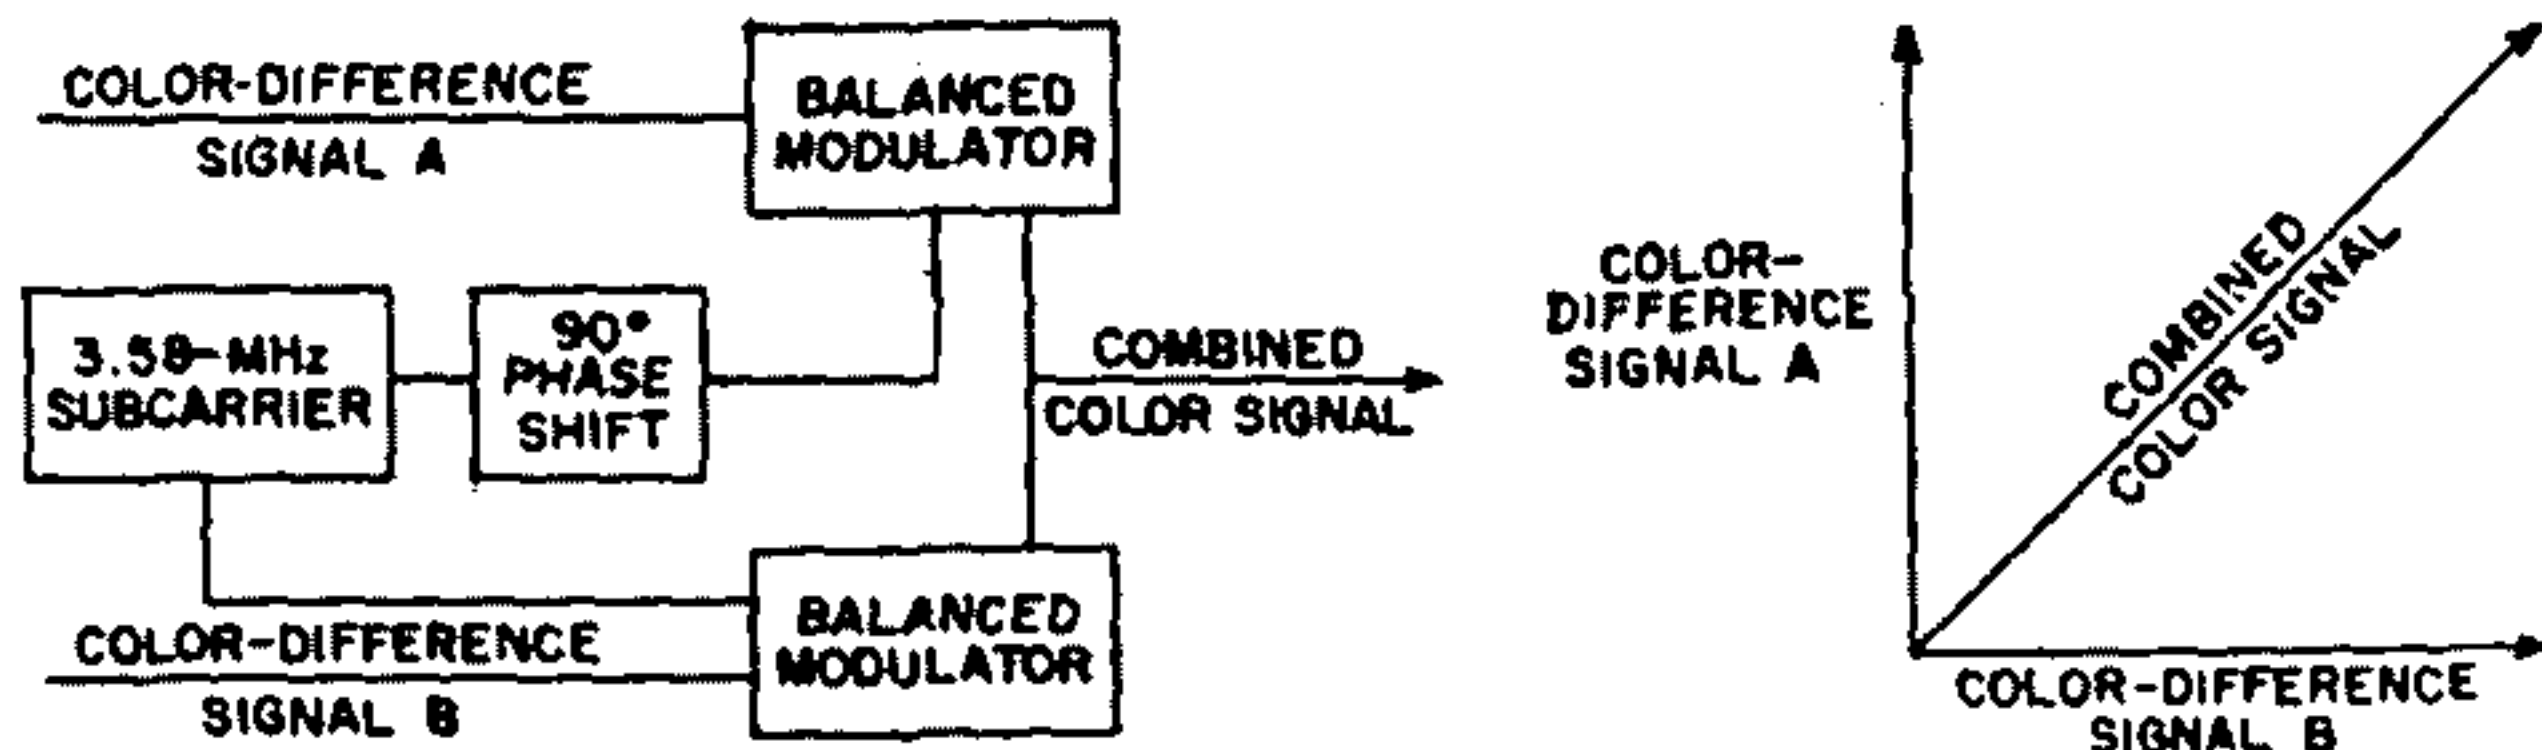 COLOR-DIFFERENCE
SIGNAL A
BALANCED
MODULATOR
3.58-MHz
SUBCARRIER
90°
PHASE
SHIFT
COMBINED
COLOR SIGNAL
COLOR-DIFFERENCE
SIGNAL B
BALANCED
MODULATOR
COLOR-
DIFFERENCE
SIGNAL A
COMBINED
COLOR SIGNAL
COLOR-DIFFERENCE
SIGNAL B